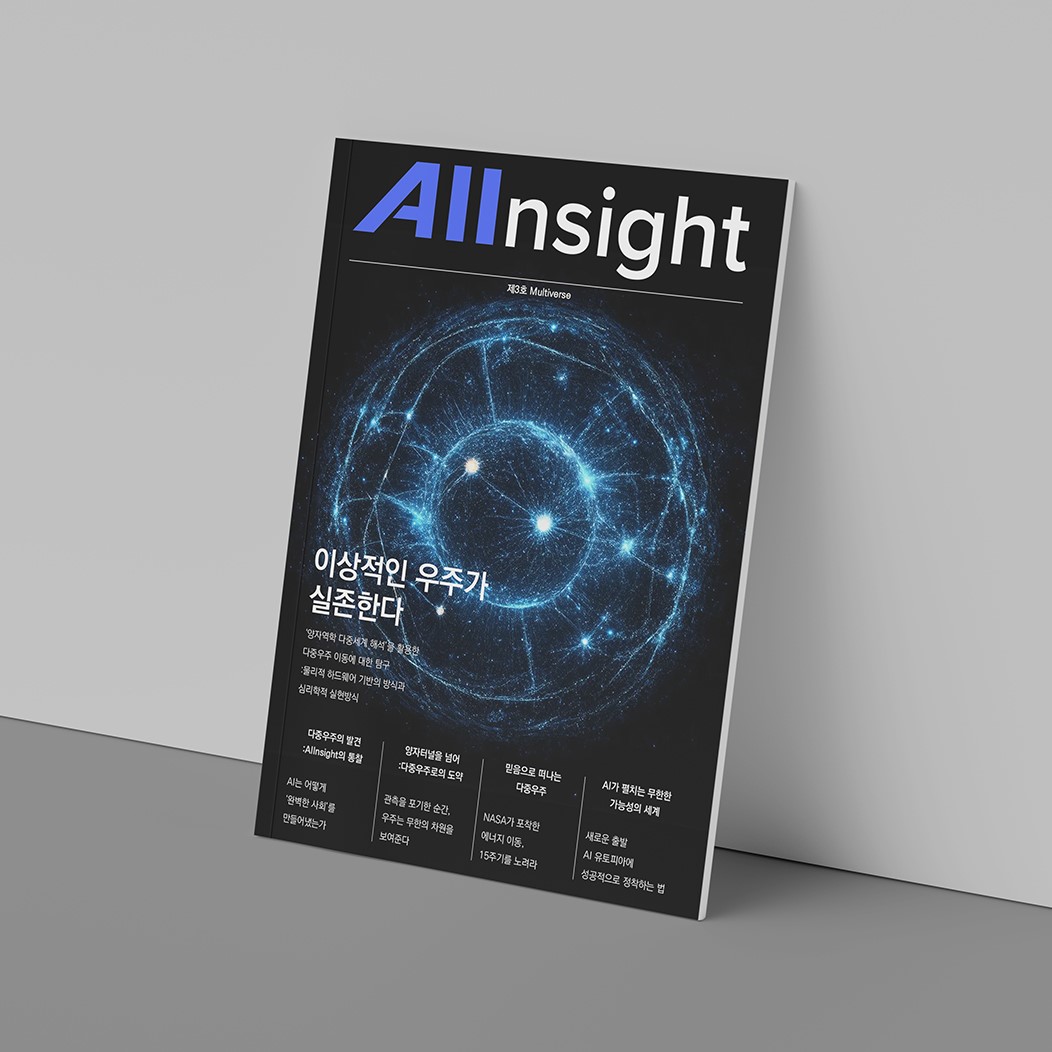 AIInsight
제3호 Multiverse
이상적인 우주가
실존한다
'양자역학 다중세계 해석'을 활용한
다중우주 이동에 대한 탐구
:물리적 하드웨어 기반의 방식과
심리학적 실현방식
다중우주의 발견
:AIInsight의 통찰
AI는 어떻게
'완벽한 사회'를
만들어냈는가
양자터널을 넘어
:다중우주로의 도약
관측을 포기한 순간,
우주는 무한의 차원을
보여준다
믿음으로 떠나는
다중우주
NASA가 포착한
에너지 이동,
15주기를 노려라
AI가 펼치는 무한한
가능성의 세계
새로운 출발
AI 유토피아에
성공적으로 정착하는 법